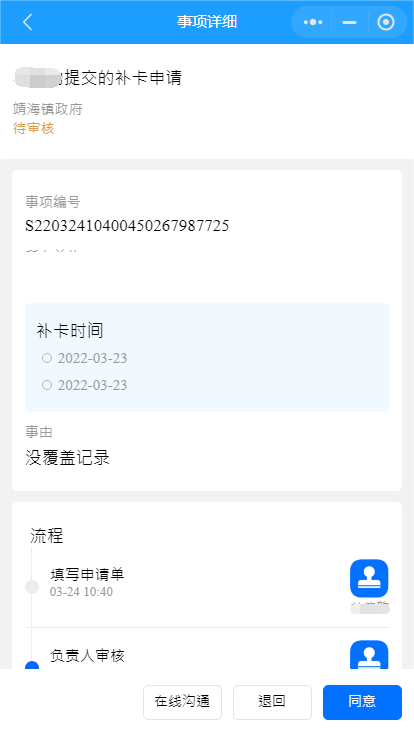 事项详细
提交的补卡申请
靖海镇政府
待审核
事项编号
S22032410400450267987725
补卡时间
2022-03-23
2022-03-23
事由
没覆盖记录
流程
填写申请单
03-24 10:40
负责人审核
在线沟通
退回
同意